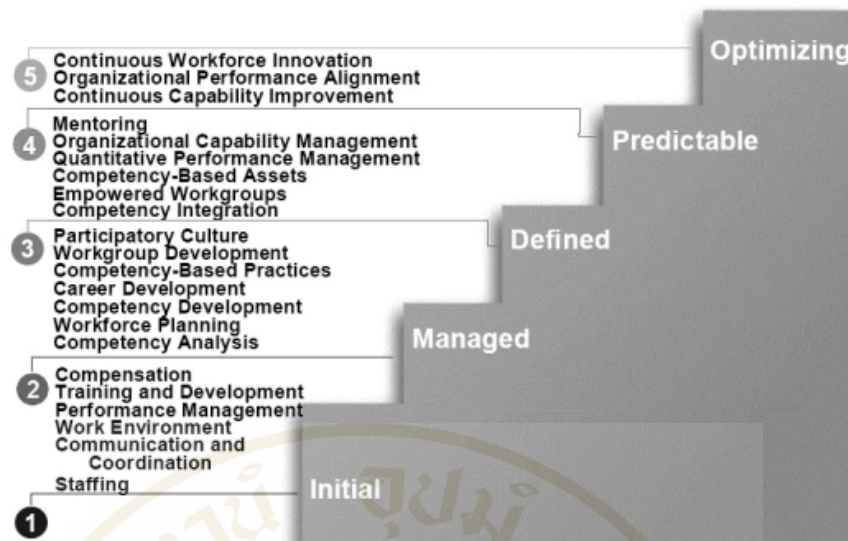 5
Continuous Workforce Innovation
Organizational Performance Alignment
Continuous Capability Improvement
Optimizing
4
Mentoring
Organizational Capability Management
Quantitative Performance Management
Competency-Based Assets
Empowered Workgroups
Competency Integration
Predictable
3
Participatory Culture
Workgroup Development
Competency-Based Practices
Career Development
Competency Development
Workforce Planning
Competency Analysis
Defined
2
Compensation
Training and Development
Performance Management
Work Environment
Communication and
Coordination
Staffing
Managed
1
Initial